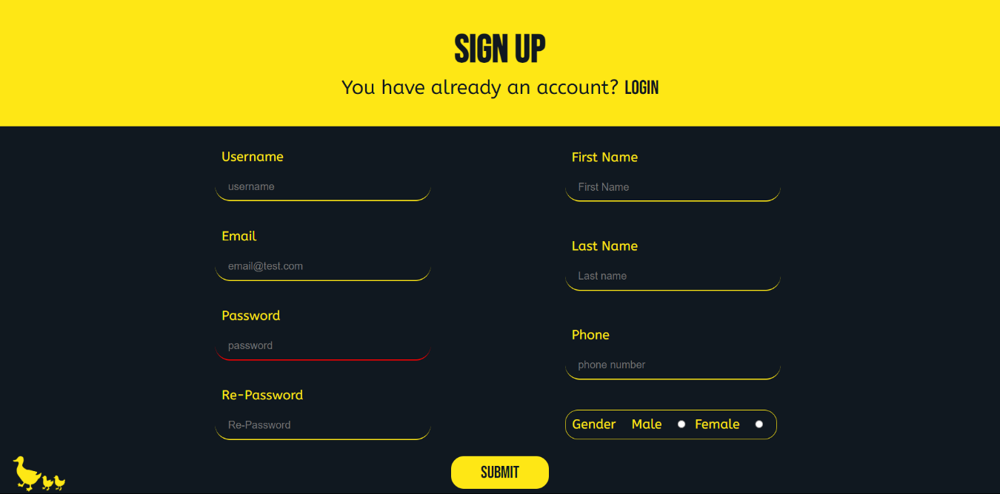 SIGN UP
You have already an account? LOGIN
Username
username
Email
email@test.com
Password
password
Re-Password
Re-Password
First Name
First Name
Last Name
Last name
Phone
phone number
Gender Male Female
SUBMIT